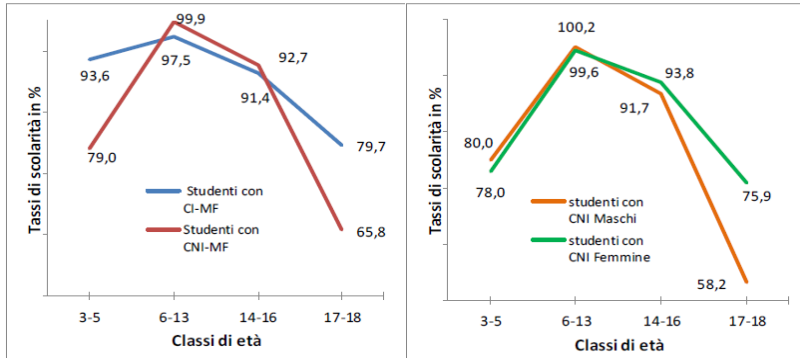 Tassi di scolarità in %
99,9
93,6
97,5
92,7
91,4
79,0
79,7
65,8
Studenti con
CI-MF
Studenti con
CNI-MF
3-5
6-13
14-16
17-18
Classi di età
Tassi di scolarità in %
100,2
99,6
93,8
91,7
80,0
78,0
75,9
58,2
studenti con
CNI Maschi
studenti con
CNI Femmine
3-5
6-13
14-16
17-18
Classi di età